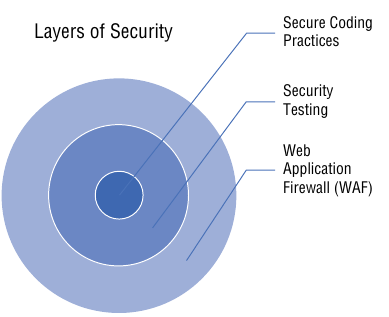 Layers of Security
Secure Coding
Practices
Security
Testing
Web
Application
Firewall (WAF)